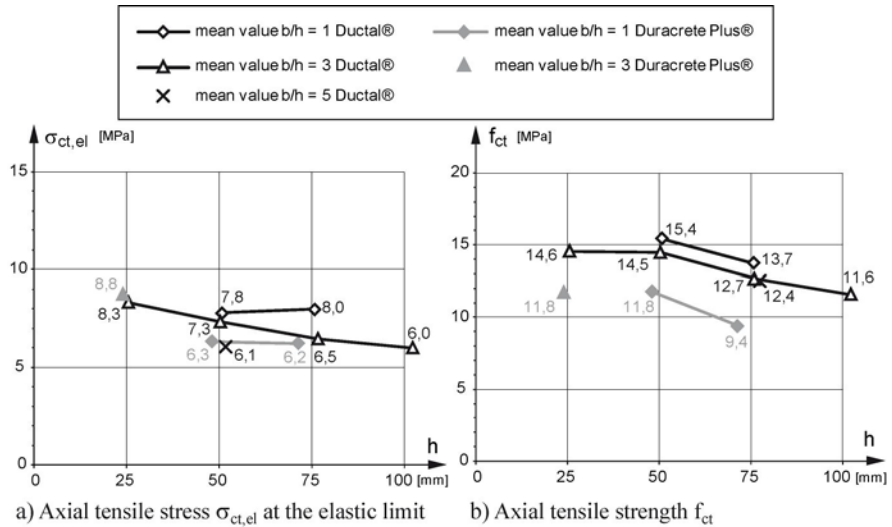 mean value b/h = 1 Ductal®
mean value b/h = 1 Duracrete Plus®
mean value b/h = 3 Ductal®
mean value b/h = 3 Duracrete Plus®
mean value b/h = 5 Ductal®
σct,el [MPa]
15
10
5
0
8,8
8,3
7,8
7,3
8,0
6,3
6,1
6,2
6,5
6,0
h
0
25
50
75
100 [mm]
a) Axial tensile stress σct,el at the elastic limit
fct [MPa]
20
15
10
5
0
14,6
15,4
14,5
13,7
12,7
12,4
11,6
11,8
11,8
9,4
h
0
25
50
75
100 [mm]
b) Axial tensile strength fct